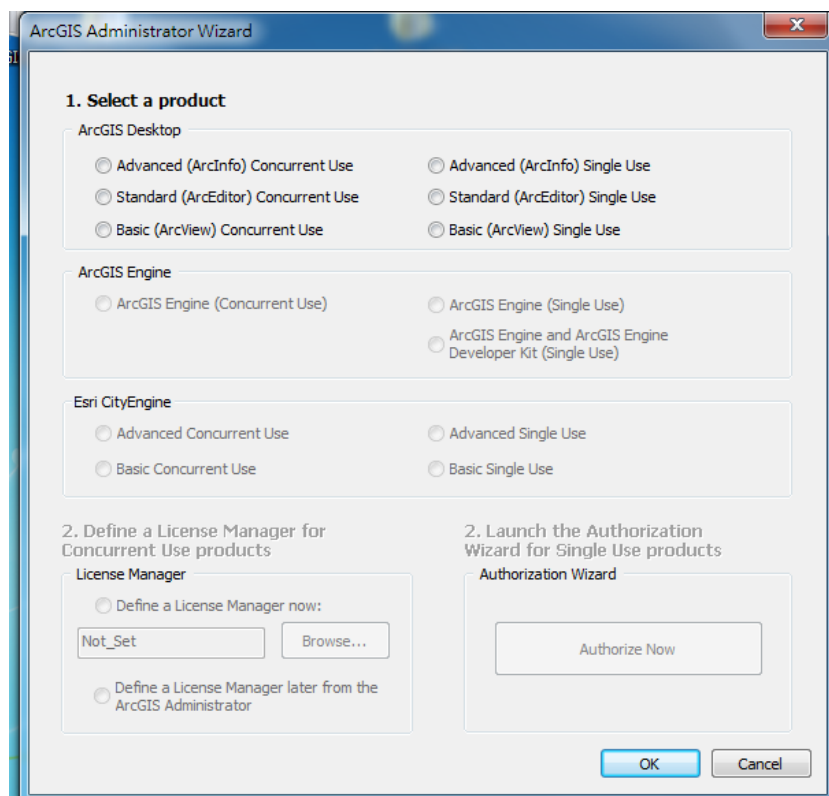 ArcGIS Administrator Wizard
1. Select a product
ArcGIS Desktop
Advanced (ArcInfo) Concurrent Use
Advanced (ArcInfo) Single Use
Standard (ArcEditor) Concurrent Use
Standard (ArcEditor) Single Use
Basic (ArcView) Concurrent Use
Basic (ArcView) Single Use
ArcGIS Engine
ArcGIS Engine (Concurrent Use)
ArcGIS Engine (Single Use)
ArcGIS Engine and ArcGIS Engine
Developer Kit (Single Use)
Esri CityEngine
Advanced Concurrent Use
Advanced Single Use
Basic Concurrent Use
Basic Single Use
2. Define a License Manager for
Concurrent Use products
License Manager
Define a License Manager now:
Not_Set
Browse...
Define a License Manager later from the
ArcGIS Administrator
2. Launch the Authorization
Wizard for Single Use products
Authorization Wizard
Authorize Now
OK
Cancel